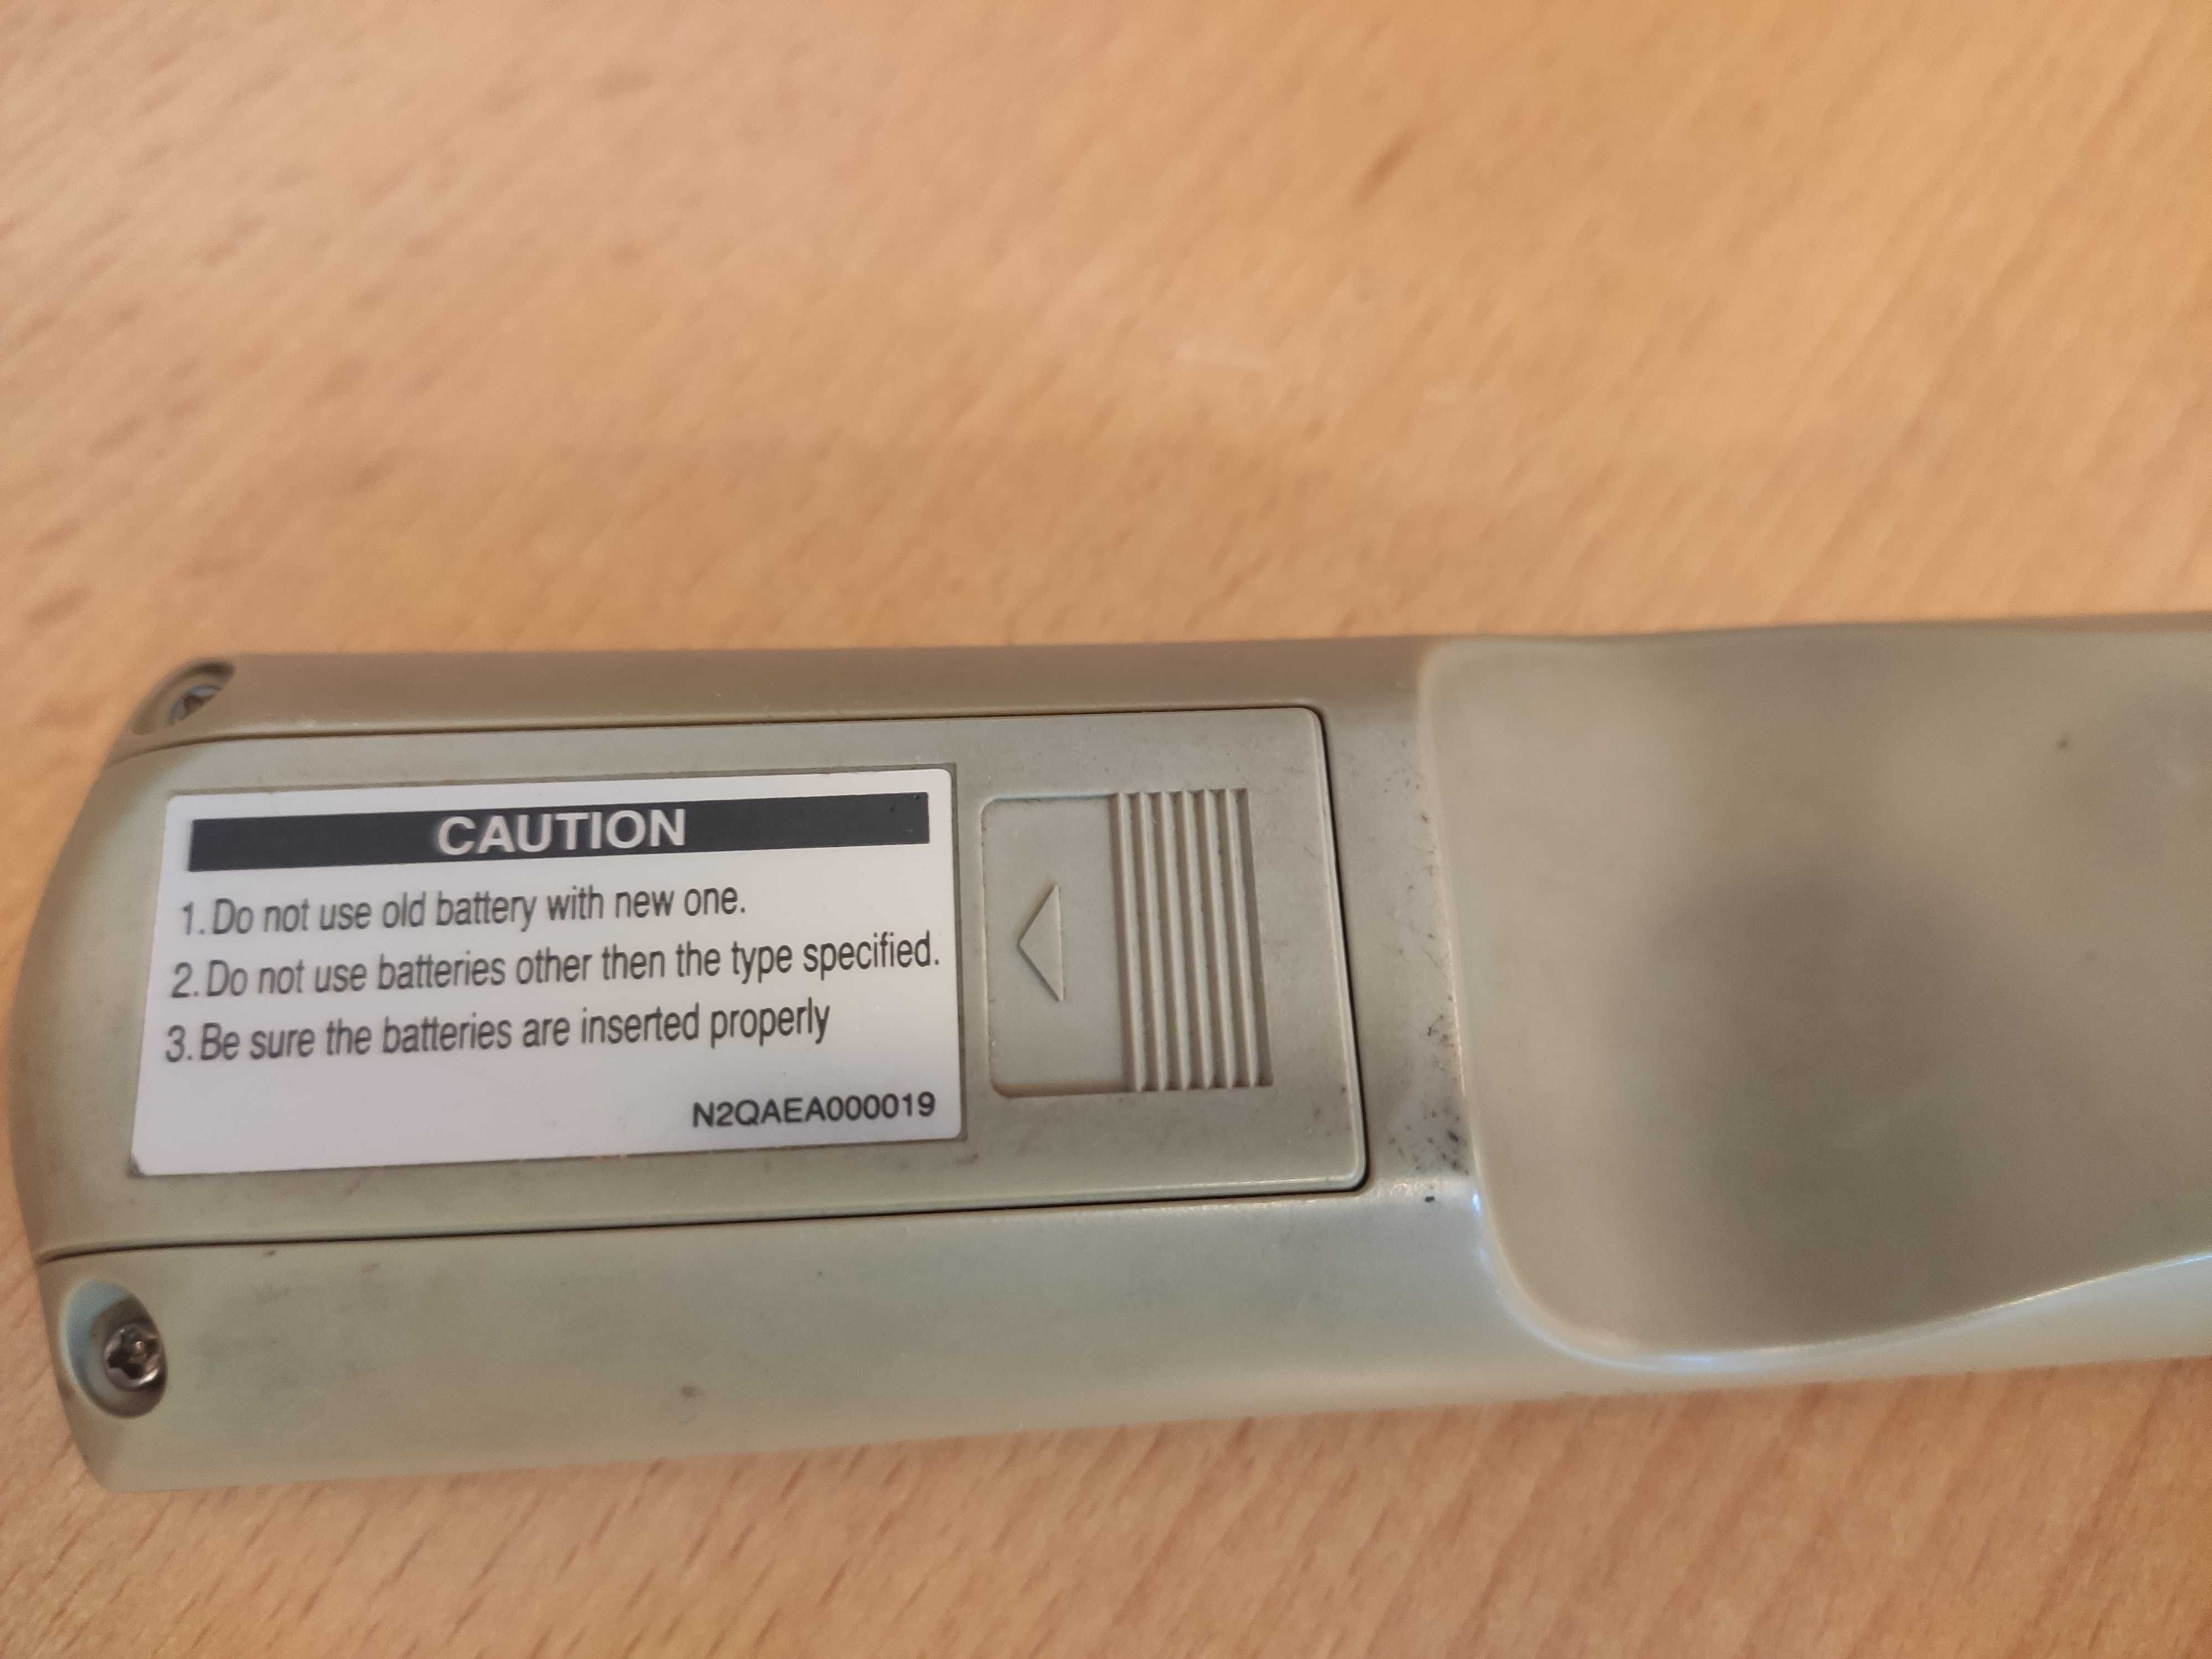 CAUTION
1. Do not use old battery with new one.
2. Do not use batteries other then the type specified.
3. Be sure the batteries are inserted properly
N2QAEA000019